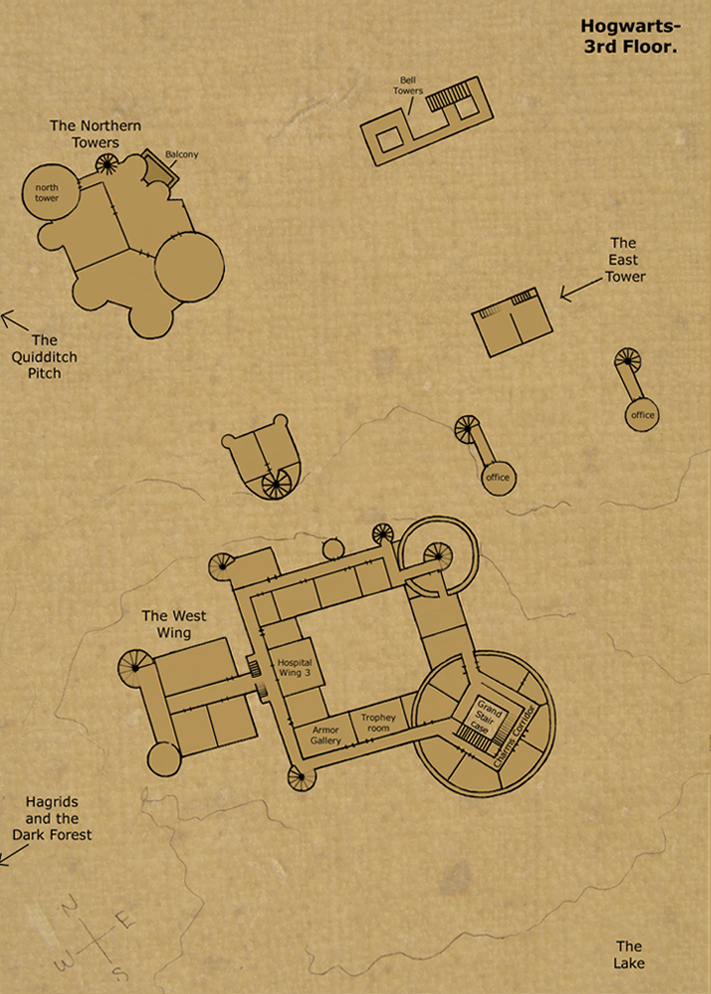 Hogwarts-
3rd Floor.
Bell
Towers
The Northern
Towers
Balcony
north
tower
The
East
Tower
The
Quidditch
Pitch
office
office
The West
Wing
Hospital
Wing 3
Grand
Stair
case
Charms Corridor
Armor
Gallery
Trophey
room
Hagrids
and the
Dark Forest
N
E
W
S
The
Lake